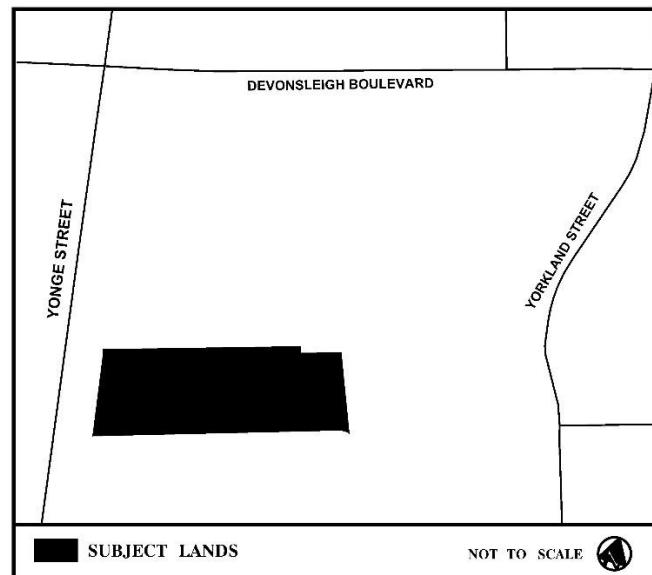 DEVONSLEIGH BOULEVARD
YONGE STREET
YORKLAND STREET
SUBJECT LANDS
NOT TO SCALE